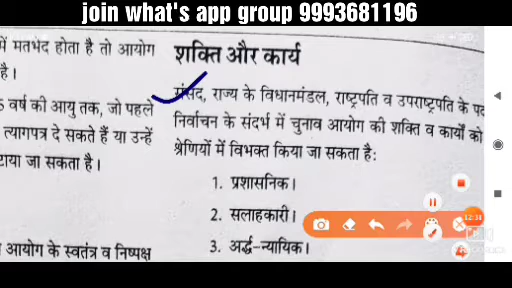 join what's app group 9993681196
में मतभेद होता है तो आयोग
है।
वर्ष की आयु तक, जो पहले
त्यागपत्र दे सकते हैं या उन्हें
जा सकता है।
आयोग के स्वतंत्र व निष्पक्ष
शक्ति और कार्य
संसद, राज्य के विधानमंडल, राष्ट्रपति व उपराष्ट्रपति के
निर्वाचन के संदर्भ में चुनाव आयोग की शक्ति व कार्यों को
श्रेणियों में विभक्त किया जा सकता है:
1. प्रशासनिक।
2. सलाहकारी।
3. अर्द्ध-न्यायिक।